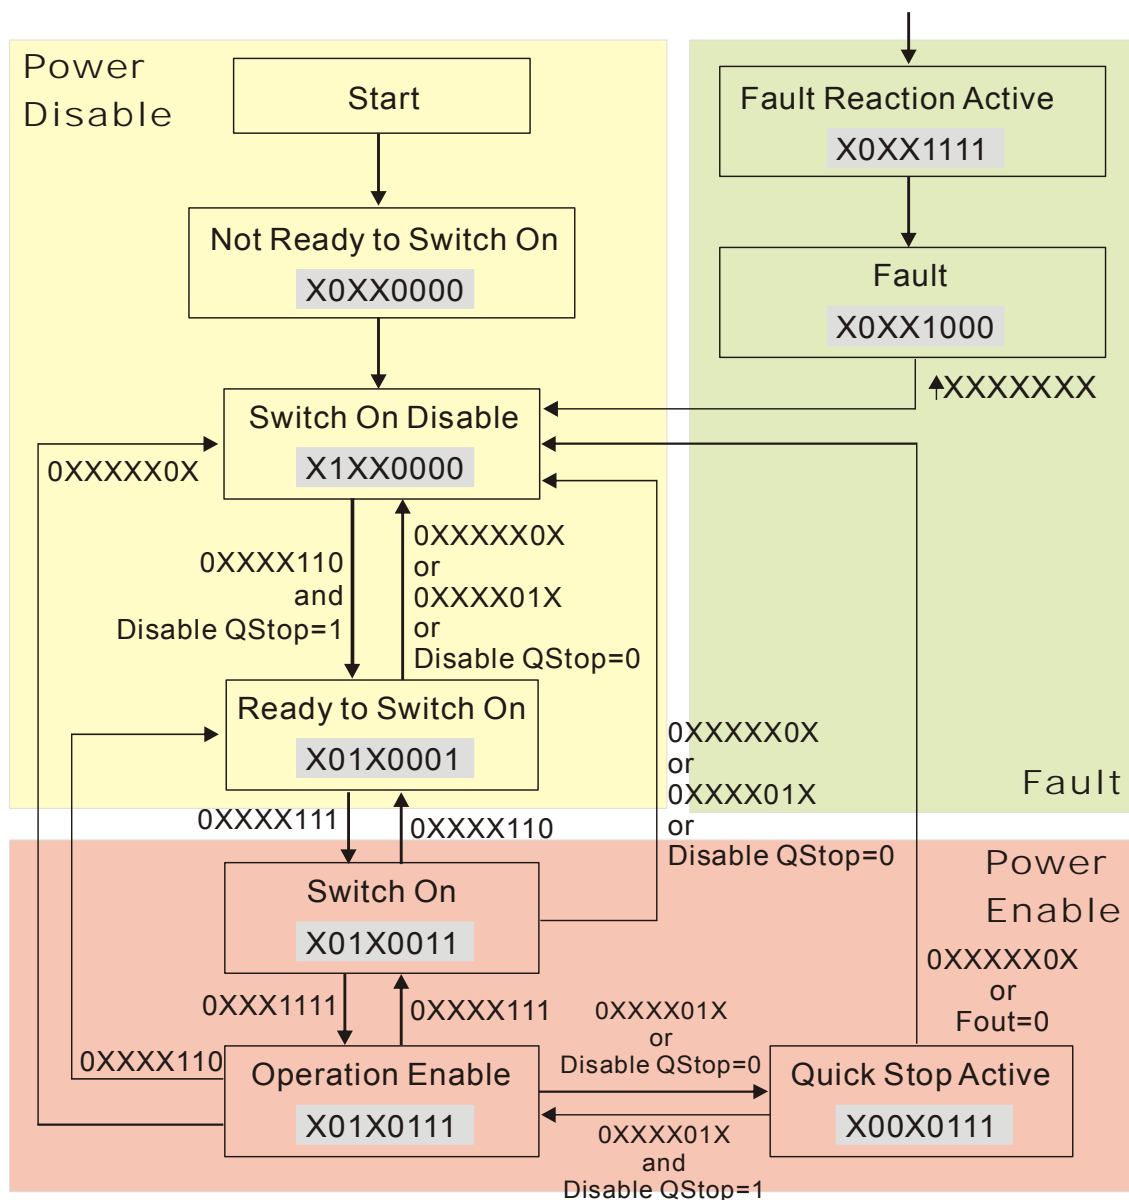 Power
Disable
Start
Fault Reaction Active
X0XX1111
Not Ready to Switch On
X0XX0000
Fault
X0XX1000
XXXXXXX
Switch On Disable
X1XX0000
0XXXXX0X
0XXXX110
and
Disable QStop=1
0XXXXX0X
or
0XXXX01X
or
Disable QStop=0
Ready to Switch On
X01X0001
0XXXXX0X
or
0XXXX01X
or
Disable QStop=0
Fault
0XXXX111
0XXXX110
Power
Enable
Switch On
X01X0011
0XXXXX0X
or
Fout=0
0XXX1111
0XXXX111
0XXXX01X
or
Disable QStop=0
0XXXX110
Operation Enable
X01X0111
Quick Stop Active
X00X0111
0XXXX01X
and
Disable QStop=1